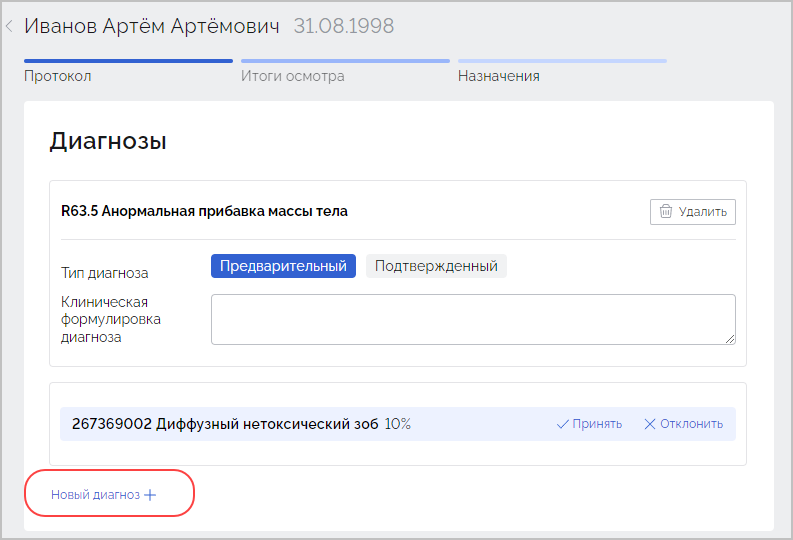 Иванов Артём Артёмович 31.08.1998
Протокол Итоги осмотра Назначения
Диагнозы
R63.5 Анормальная прибавка массы тела Удалить
Тип диагноза Предварительный Подтвержденный
Клиническая
формулировка
диагноза
267369002 Диффузный нетоксический зоб 10% Принять Отклонить
Новый диагноз +